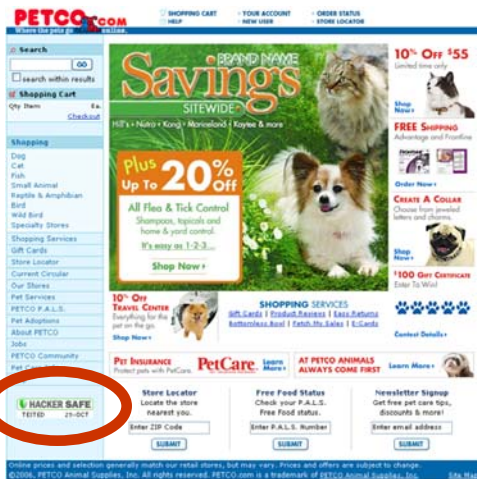 PETCO.COM
Where the pets go online.
SHOPPING CART
YOUR ACCOUNT
ORDER STATUS
HELP
NEW USER
STORE LOCATOR
Search
GO
search within results
Shopping Cart
Qty Item Ea.
Checkout
Shopping
Dog
Cat
Fish
Small Animal
Reptile & Amphibian
Bird
Wild Bird
Specialty Stores
Shopping Services
Gift Cards
Store Locator
Current Circular
Our Stores
Pet Services
PETCO P.A.L.S.
Pet Adoptions
About PETCO
Jobs
PETCO Community
HACKER SAFE
TESTED 29-OCT
BRAND NAME
Savings
SITEWIDE
Hill's • Nutro • Kong • Marineland • Kaytee & more
Plus
Up To 20% Off
All Flea & Tick Control
Shampoos, topicals and
home & yard control.
It's easy as 1-2-3...
Shop Now
10% Off $55
Limited time only
Shop
Now
FREE SHIPPING
Advantage and Frontline
Order Now
CREATE A COLLAR
Choose from jeweled
letters and charms.
Shop
Now
$100 GIFT CERTIFICATE
Enter To Win!
Contest Details
10% Off
TRAVEL CENTER
Everything for the
pet on the go.
Shop Now
SHOPPING SERVICES
Gift Cards | Product Reviews | Easy Returns
Bottomless Bowl | Fetch My Sales | E-Cards
PET INSURANCE
Protect pets with PetCare.
PetCare.
Learn
More
AT PETCO ANIMALS
ALWAYS COME FIRST
Learn More
Store Locator
Locate the store
nearest you.
Enter ZIP Code
SUBMIT
Free Food Status
Check your P.A.L.S.
Free Food status.
Enter P.A.L.S. Number
SUBMIT
Newsletter Signup
Get free pet care tips,
discounts & more!
Enter email address
SUBMIT
Online prices and selection generally match our retail stores, but may vary. Prices and offers are subject to change.
©2006, PETCO Animal Supplies, Inc. All rights reserved. PETCO.com is a trademark of PETCO Animal Supplies, Inc.
Site Map